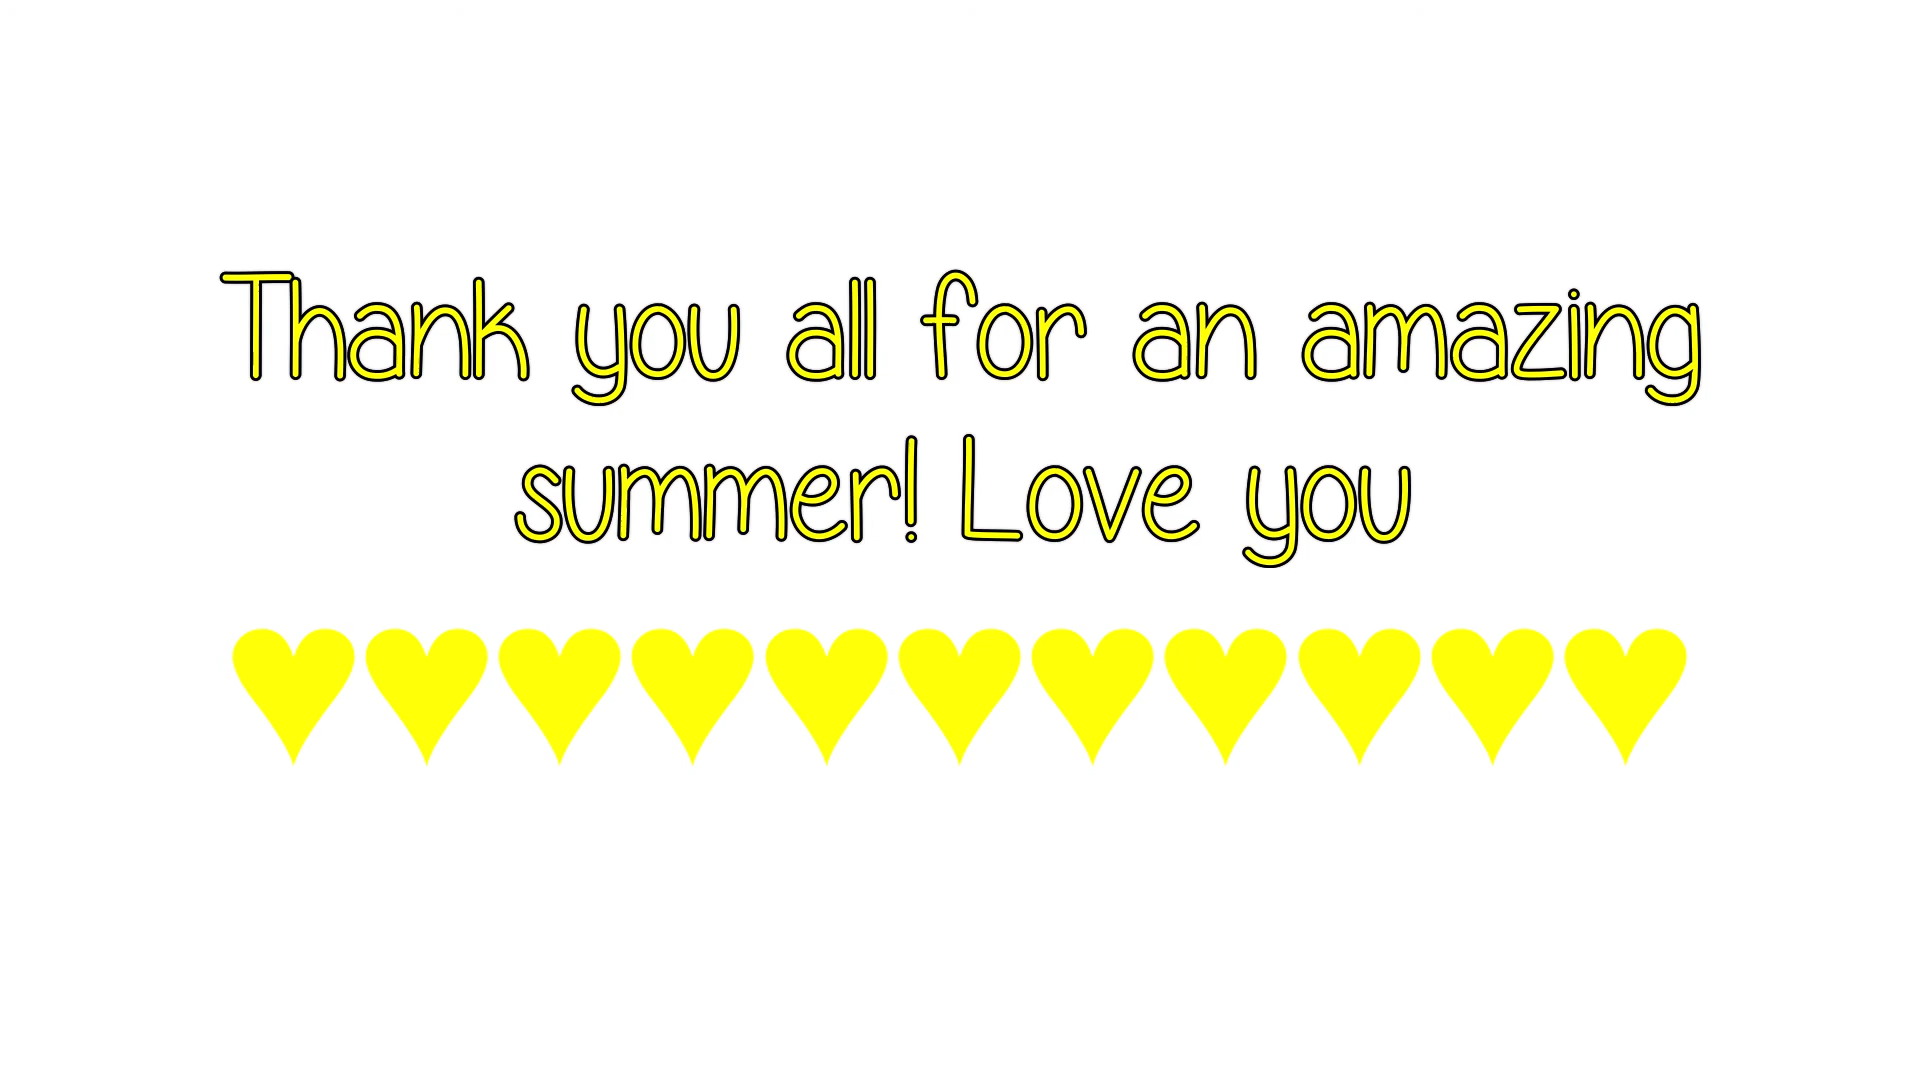 Thank you all for an amazing
summer! Love you
♥♥♥♥♥♥♥♥♥♥♥